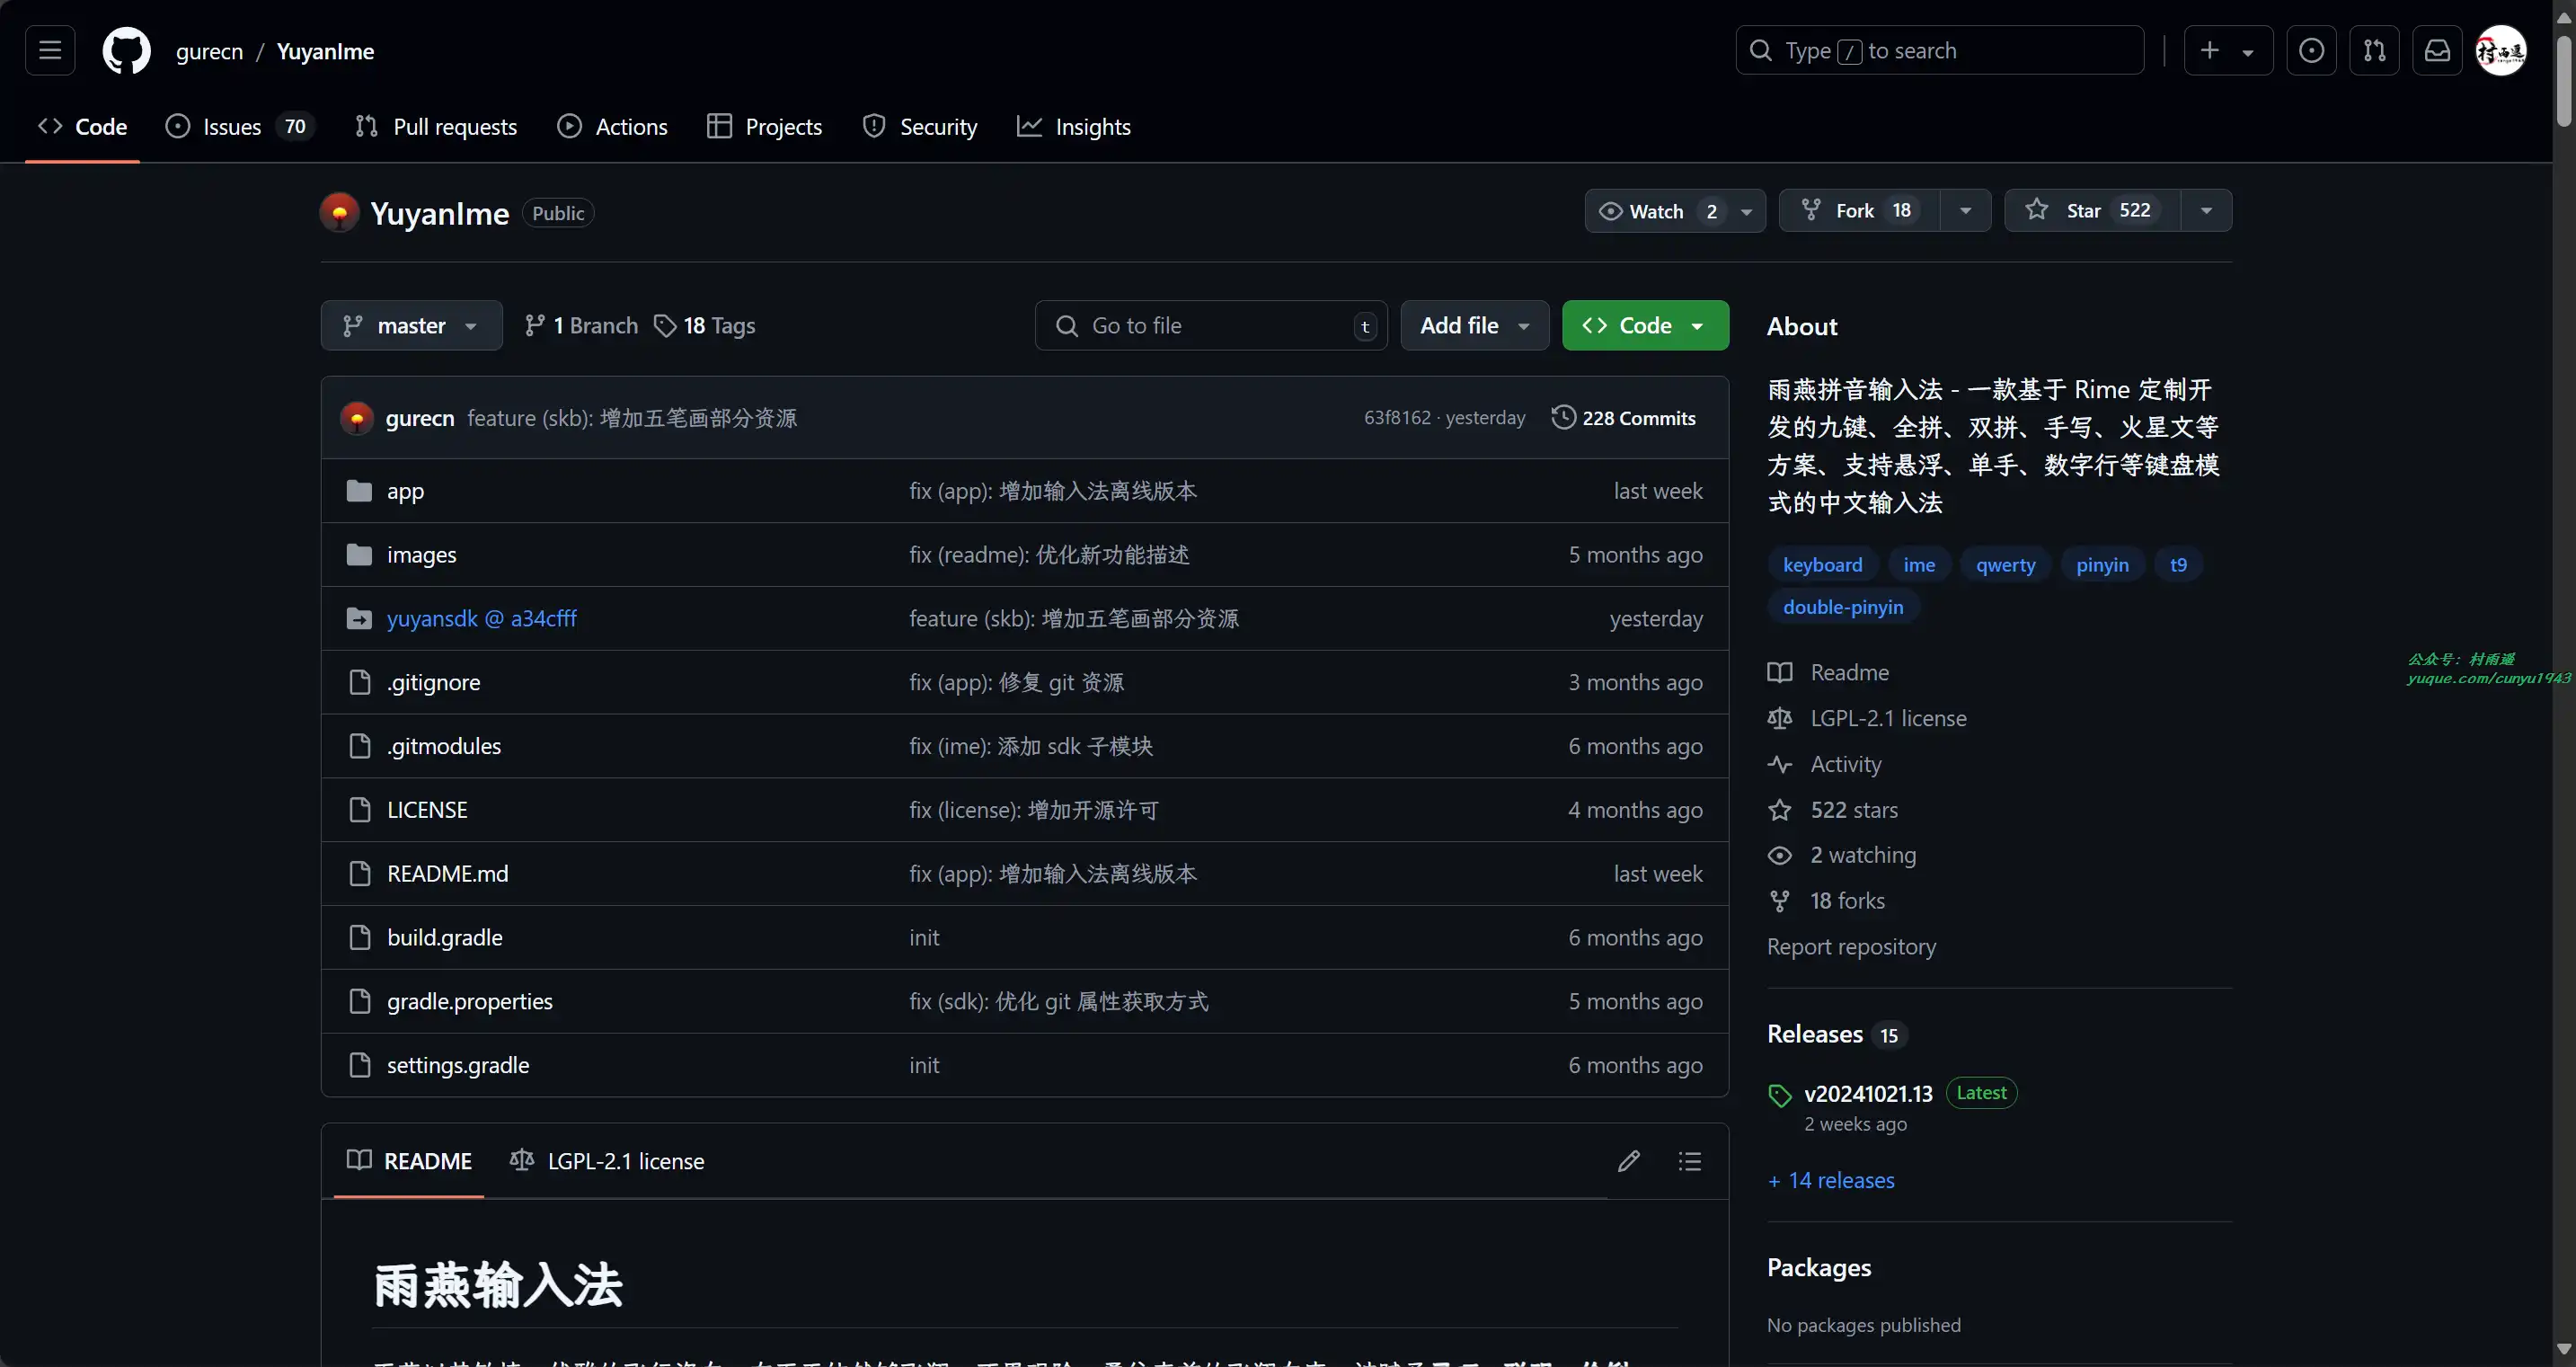 gurecn / YuyanIme
Type / to search
Code
Issues 70
Pull requests
Actions
Projects
Security
Insights
YuyanIme Public
Watch 2
Fork 18
Star 522
master
1 Branch
18 Tags
Go to file t
Add file
Code
gurecn feature (skb): 增加五笔画部分资源 63f8162 · yesterday 228 Commits
app fix (app): 增加输入法离线版本 last week
images fix (readme): 优化新功能描述 5 months ago
yuyansdk @ a34cfff feature (skb): 增加五笔画部分资源 yesterday
.gitignore fix (app): 修复 git 资源 3 months ago
.gitmodules fix (ime): 添加 sdk 子模块 6 months ago
LICENSE fix (license): 增加开源许可 4 months ago
README.md fix (app): 增加输入法离线版本 last week
build.gradle init 6 months ago
gradle.properties fix (sdk): 优化 git 属性获取方式 5 months ago
settings.gradle init 6 months ago
README
LGPL-2.1 license
雨燕输入法
About
雨燕拼音输入法 - 一款基于 Rime 定制开
发的九键、全拼、双拼、手写、火星文等
方案、支持悬浮、单手、数字行等键盘模
式的中文输入法
keyboard ime qwerty pinyin t9
double-pinyin
Readme
LGPL-2.1 license
Activity
522 stars
2 watching
18 forks
Report repository
Releases 15
v20241021.13 Latest
2 weeks ago
+ 14 releases
Packages
No packages published
公众号：村雨遥
yuque.com/cunyu1943
村雨遥